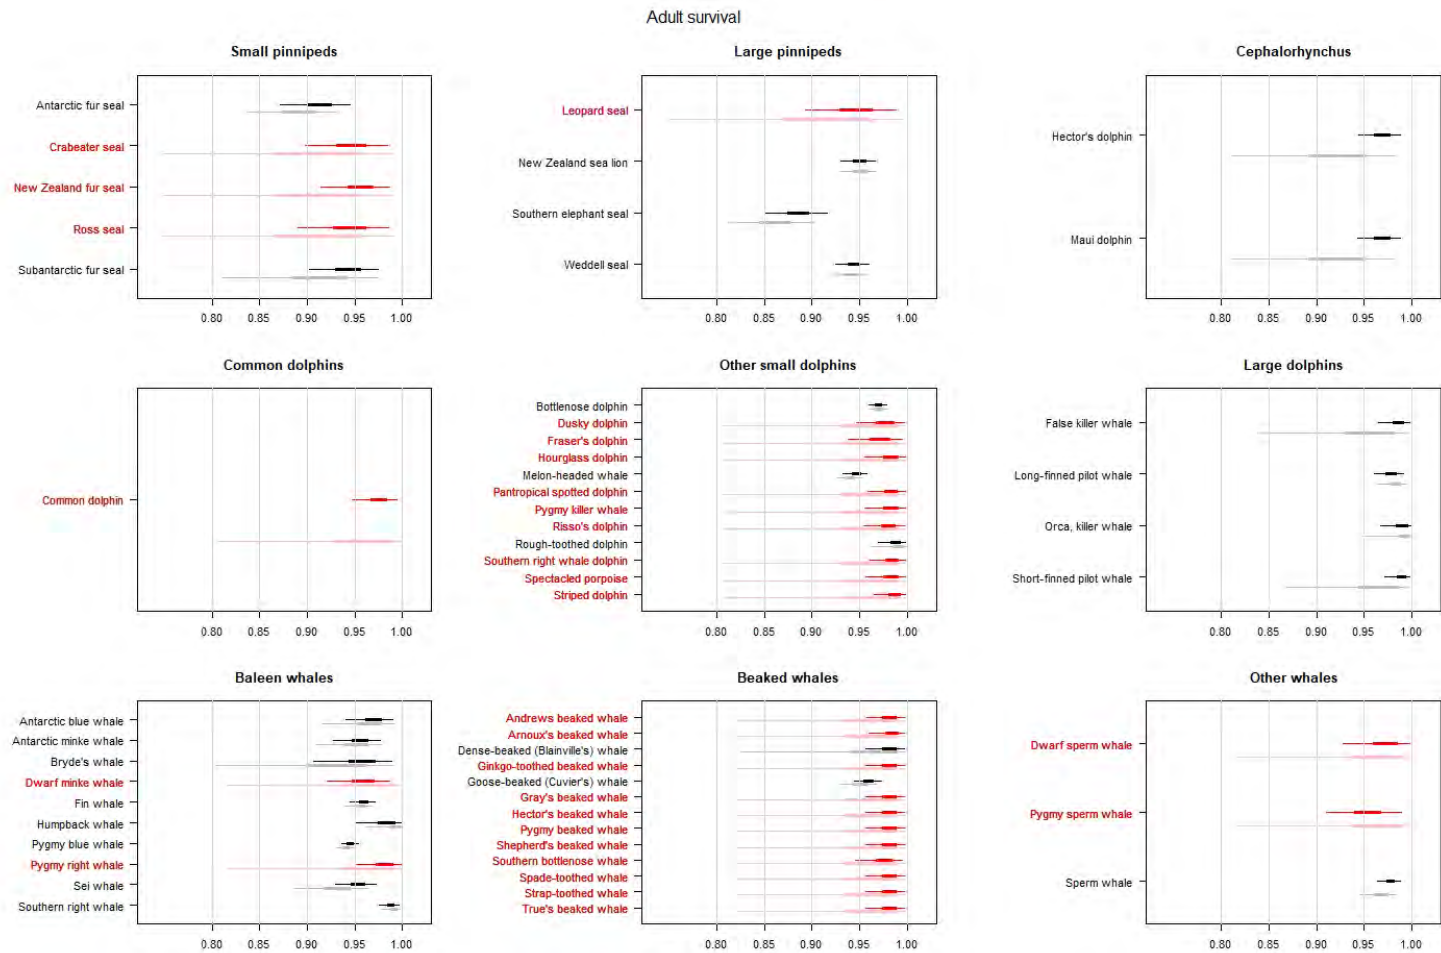 Adult survival
Small pinnipeds
Antarctic fur seal
Crabeater seal
New Zealand fur seal
Ross seal
Subantarctic fur seal
0.80 0.85 0.90 0.95 1.00
Large pinnipeds
Leopard seal
New Zealand sea lion
Southern elephant seal
Weddell seal
0.80 0.85 0.90 0.95 1.00
Cephalorhynchus
Hector's dolphin
Maui dolphin
0.80 0.85 0.90 0.95 1.00
Common dolphins
Common dolphin
0.80 0.85 0.90 0.95 1.00
Other small dolphins
Bottlenose dolphin
Dusky dolphin
Fraser's dolphin
Hourglass dolphin
Melon-headed whale
Pantropical spotted dolphin
Pygmy killer whale
Risso's dolphin
Rough-toothed dolphin
Southern right whale dolphin
Spectacled porpoise
Striped dolphin
0.80 0.85 0.90 0.95 1.00
Large dolphins
False killer whale
Long-finned pilot whale
Orca, killer whale
Short-finned pilot whale
0.80 0.85 0.90 0.95 1.00
Baleen whales
Antarctic blue whale
Antarctic minke whale
Bryde's whale
Dwarf minke whale
Fin whale
Humpback whale
Pygmy blue whale
Pygmy right whale
Sei whale
Southern right whale
0.80 0.85 0.90 0.95 1.00
Beaked whales
Andrews beaked whale
Arnoux's beaked whale
Dense-beaked (Blainville's) whale
Ginkgo-toothed beaked whale
Goose-beaked (Cuvier's) whale
Gray's beaked whale
Hector's beaked whale
Pygmy beaked whale
Shepherd's beaked whale
Southern bottlenose whale
Spade-toothed whale
Strap-toothed whale
True's beaked whale
0.80 0.85 0.90 0.95 1.00
Other whales
Dwarf sperm whale
Pygmy sperm whale
Sperm whale
0.80 0.85 0.90 0.95 1.00